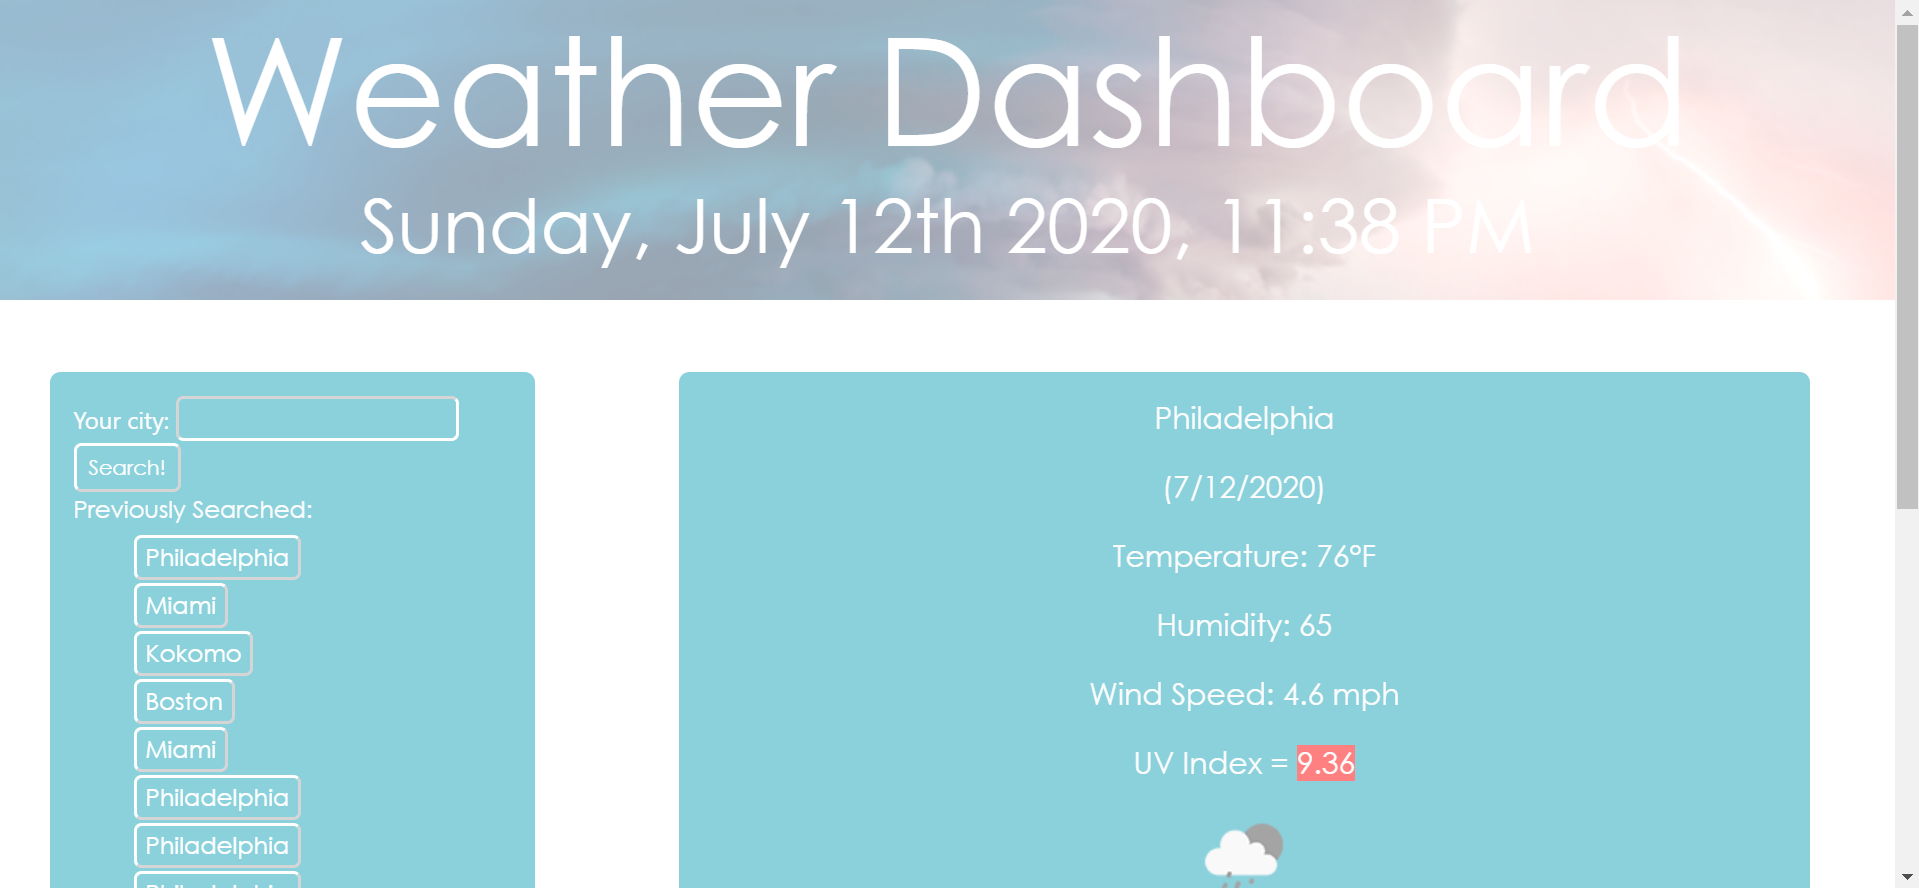 Weather Dashboard
Sunday, July 12th 2020, 11:38 PM
Your city:
Search!
Previously Searched:
Philadelphia
Miami
Kokomo
Boston
Miami
Philadelphia
Philadelphia
Philadelphia
(7/12/2020)
Temperature: 76°F
Humidity: 65
Wind Speed: 4.6 mph
UV Index = 9.36